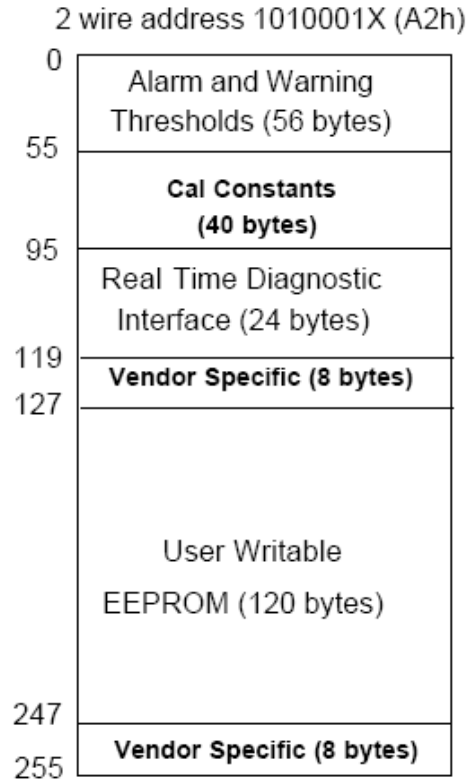 2 wire address 1010001X (A2h)
0
Alarm and Warning
Thresholds (56 bytes)
55
Cal Constants
(40 bytes)
95
Real Time Diagnostic
Interface (24 bytes)
119
Vendor Specific (8 bytes)
127
User Writable
EEPROM (120 bytes)
247
Vendor Specific (8 bytes)
255